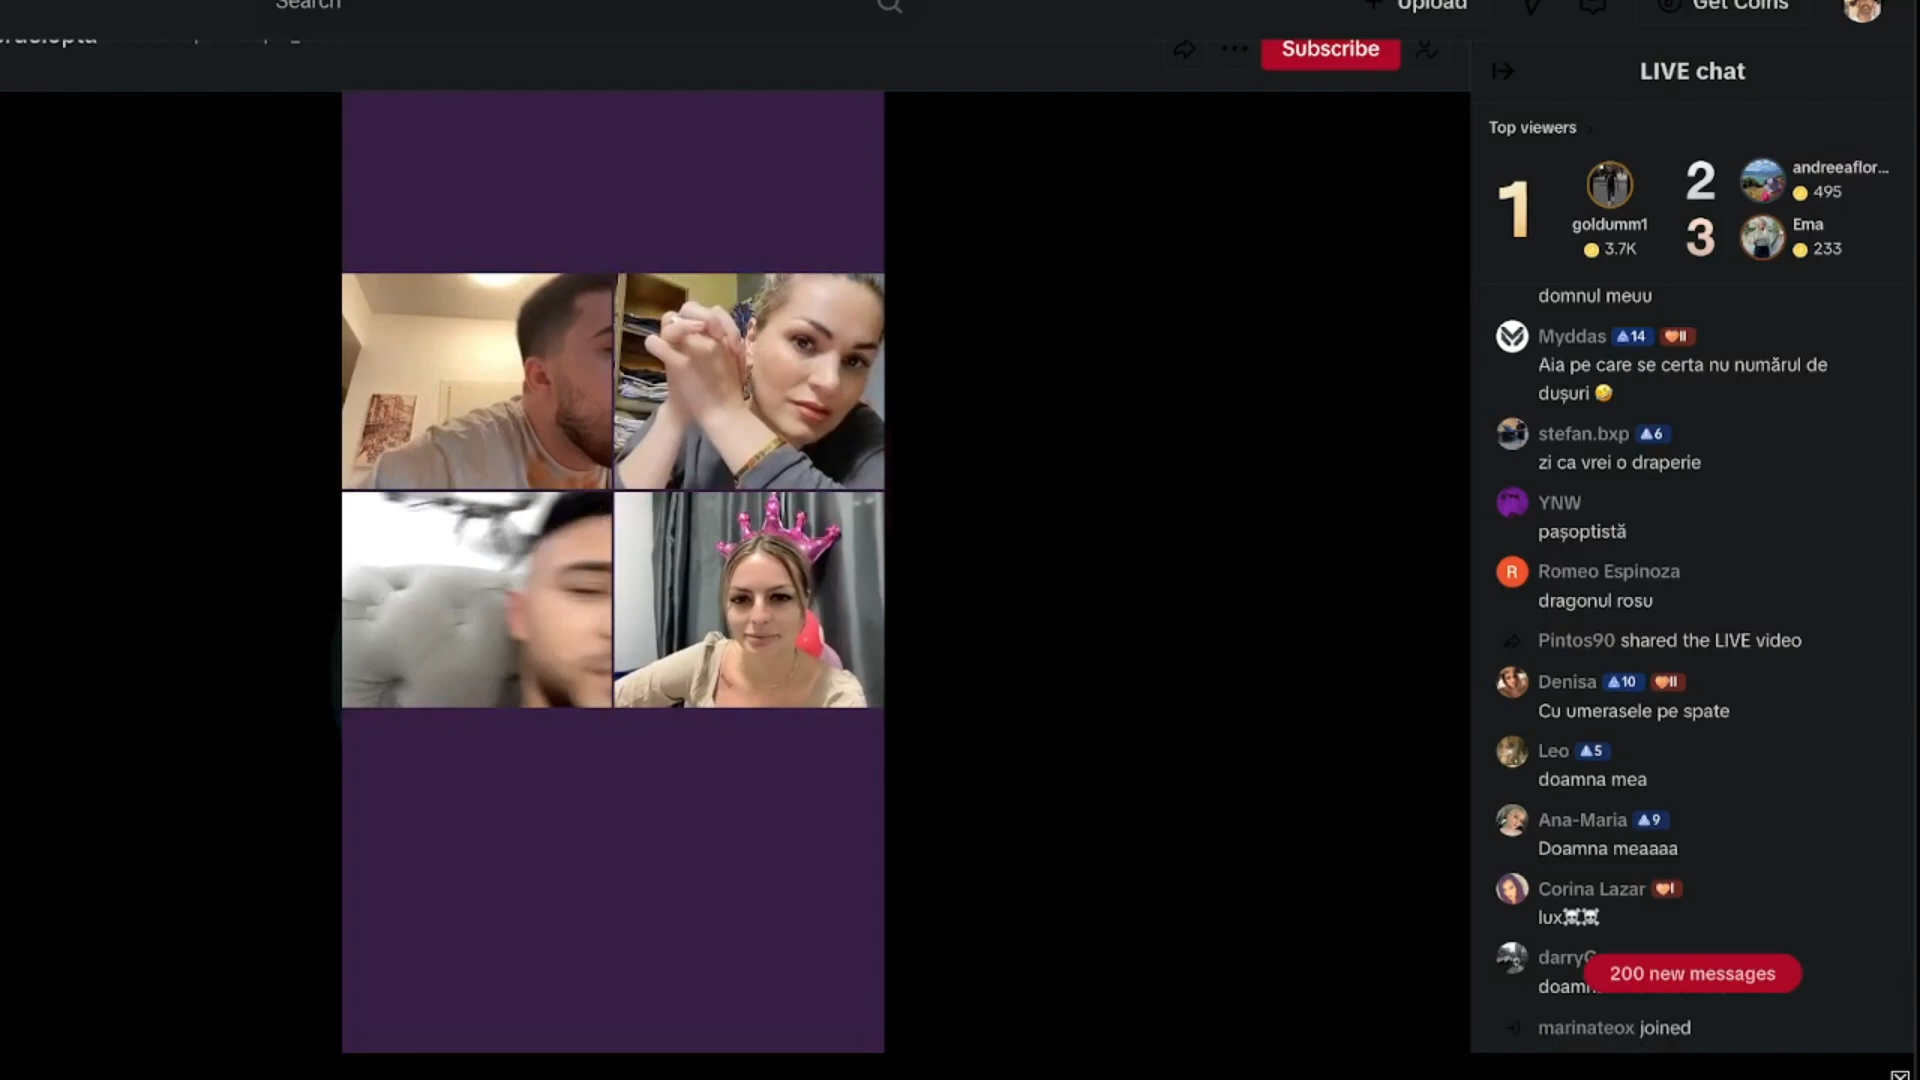 Search
Upload
Get Coins
Subscribe
LIVE chat
Top viewers
1
goldumm1
3.7K
2
andreeaflor...
495
3
Ema
233
domnul meuu
Myddas 14 II
Aia pe care se certa nu numărul de
dușuri 🤣
stefan.bxp 6
zi ca vrei o draperie
YNW
pașoptistă
R
Romeo Espinoza
dragonul rosu
Pintos90 shared the LIVE video
Denisa 10 II
Cu umerasele pe spate
Leo 5
doamna mea
Ana-Maria 9
Doamna meaaaa
Corina Lazar I
lux☠️☠️
200 new messages
marinateox joined